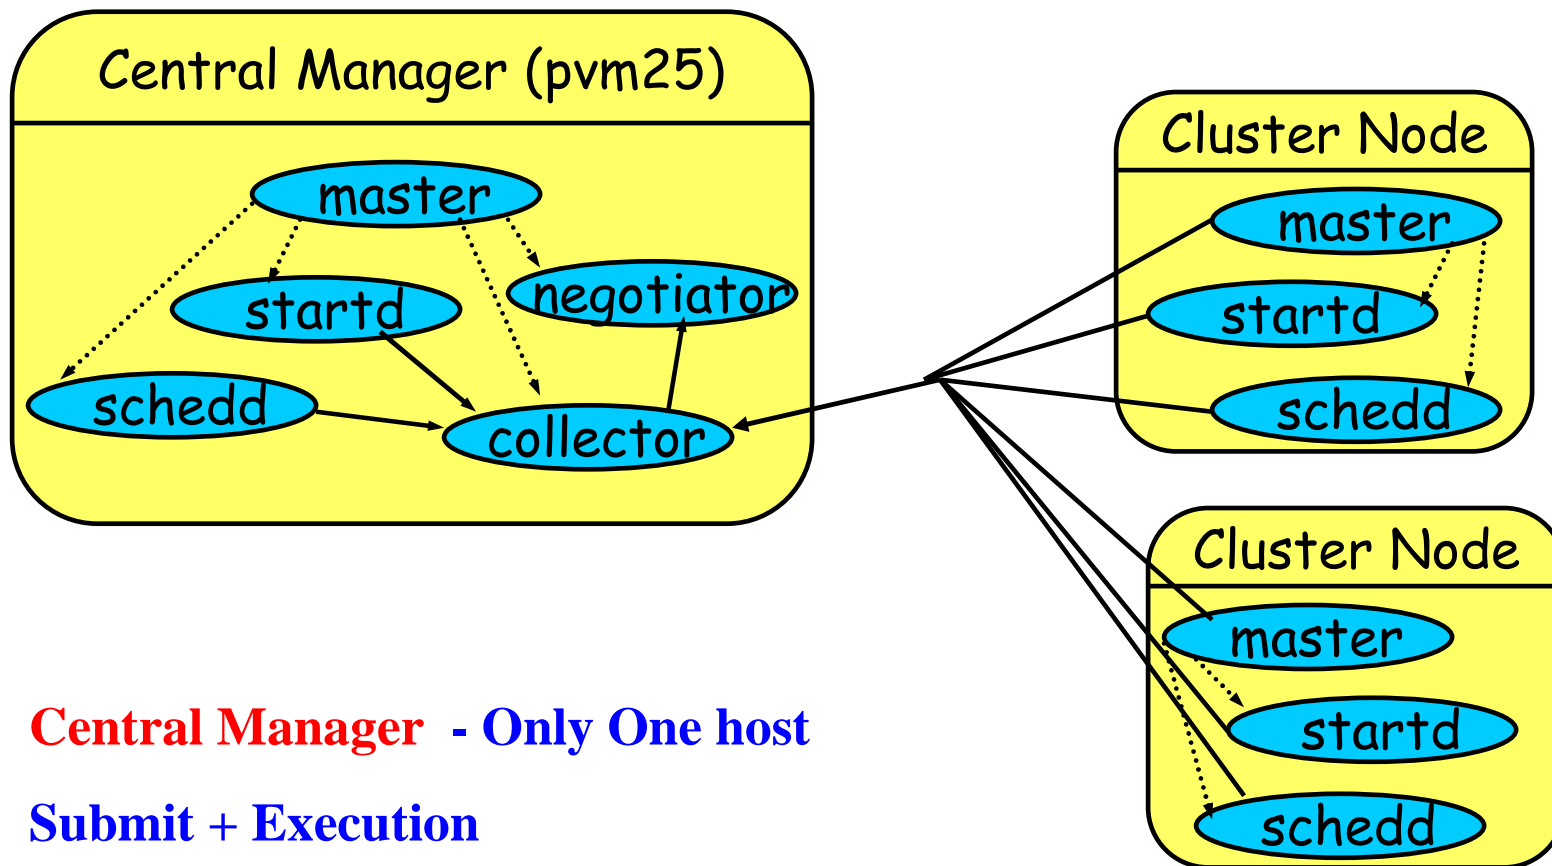 Central Manager (pvm25)
master
startd
negotiator
schedd
collector
Cluster Node
master
startd
schedd
Cluster Node
master
startd
schedd
Central Manager - Only One host
Submit + Execution